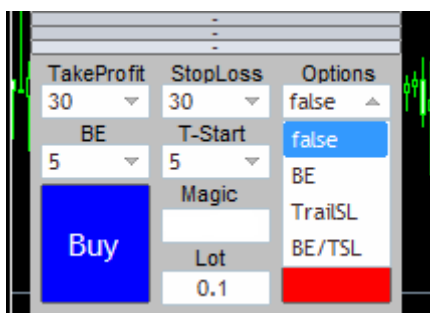 TakeProfit StopLoss Options
30 30 false
BE T-Start false
5 5 BE
Magic TrailSL
Buy BE/TSL
Lot
0.1